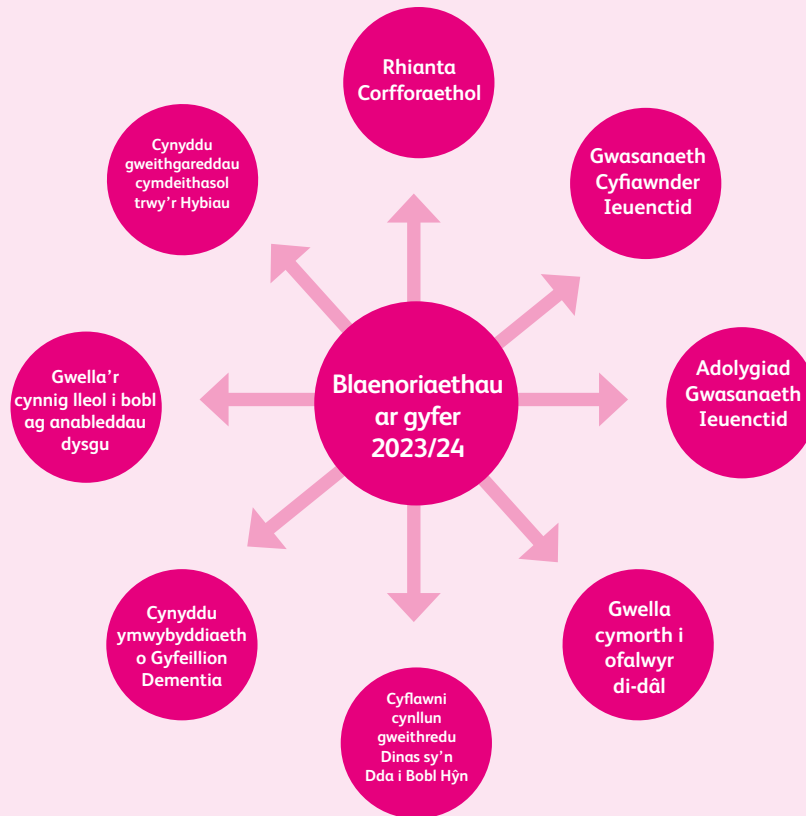 Rhianta
Corfforaethol
Gwasanaeth
Cyfiawnder
Ieuenctid
Adolygiad
Gwasanaeth
Ieuenctid
Gwella
cymorth i
ofalwyr
di-dâl
Cyflawni
cynllun
gweithredu
Dinas sy’n
Dda i Bobl Hŷn
Cynyddu
ymwybyddiaeth
o Gyfeillion
Dementia
Gwella’r
cynnig lleol i bobl
ag anableddau
dysgu
Cynyddu
gweithgareddau
cymdeithasol
trwy’r Hybiau
Blaenoriaethau
ar gyfer
2023/24